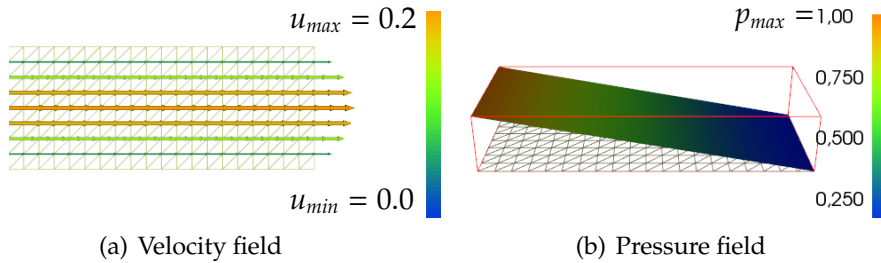 u_max = 0.2
u_min = 0.0
(a) Velocity field
p_max = 1,00
0,750
0,500
0,250
(b) Pressure field